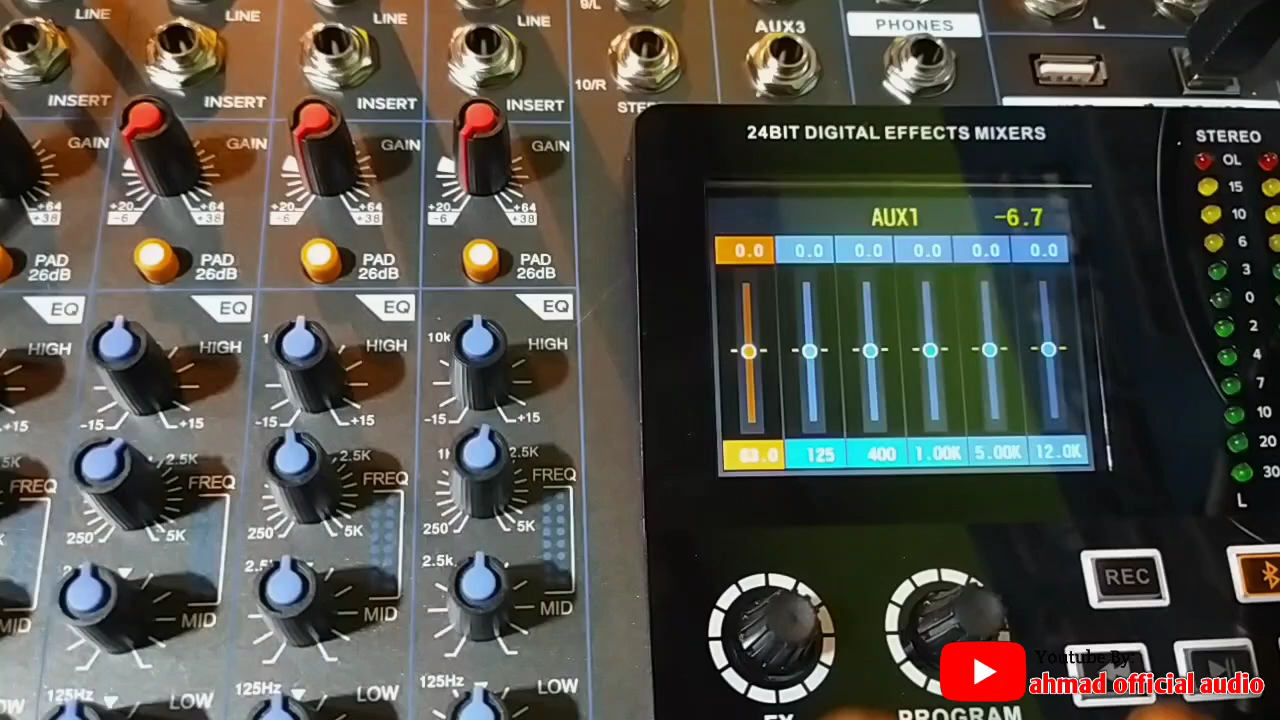 LINE LINE LINE LINE
AUX3
PHONES
L
10/R
INSERT INSERT INSERT INSERT
GAIN GAIN GAIN GAIN
+64 +20 +64 +20 +64 +20 +64
+38 -6 +38 -6 +38 -6 +38
PAD PAD PAD PAD
26dB 26dB 26dB 26dB
EQ EQ EQ EQ
HIGH HIGH HIGH HIGH
+15 -15 +15 -15 +15 -15 +15
2.5K 2.5K 2.5K
FREQ FREQ FREQ FREQ
250 5K 250 5K 250 5K
2.5k
MID MID MID MID
125Hz 125Hz 125Hz
LOW LOW LOW
24BIT DIGITAL EFFECTS MIXERS
AUX1 -6.7
0.0 0.0 0.0 0.0 0.0 0.0
63.0 125 400 1.00K 5.00K 12.0K
STEREO
OL
15
10
6
3
0
2
4
7
10
20
30
L
REC
PROGRAM
Youtube By:
ahmad official audio